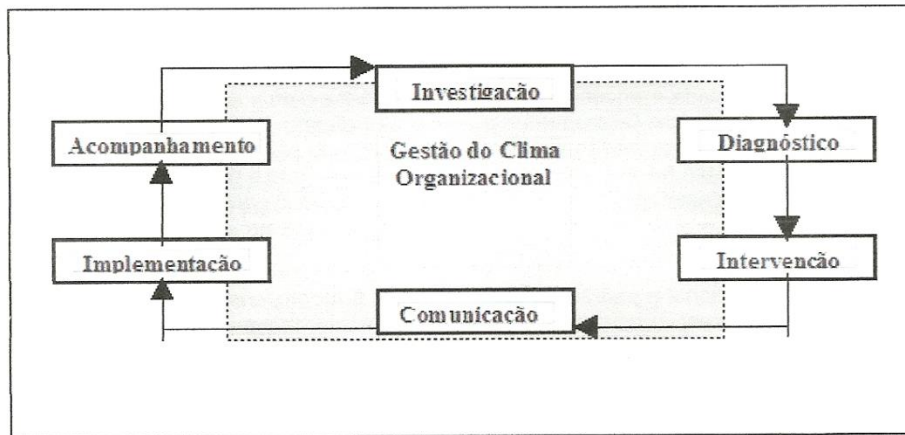 Investigação
Acompanhamento
Diagnóstico
Gestão do Clima
Organizacional
Implementação
Intervenção
Comunicação